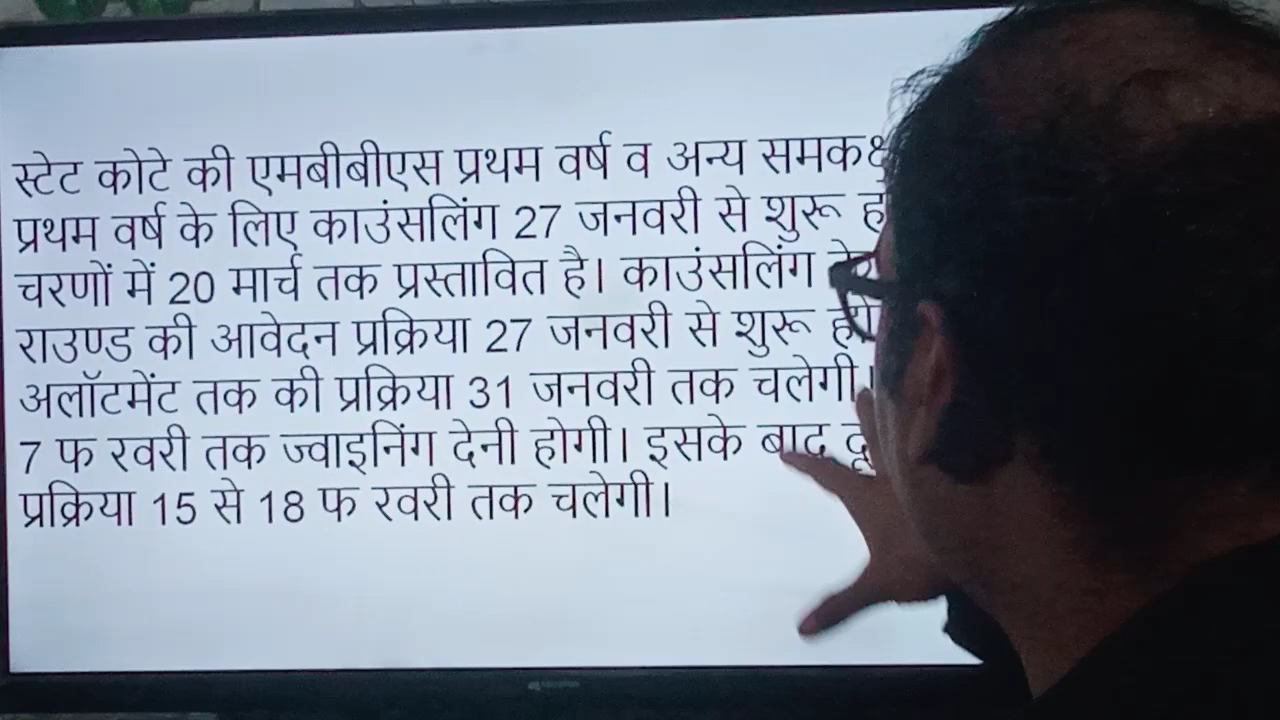 स्टेट कोटे की एमबीबीएस प्रथम वर्ष व अन्य समकक्ष
प्रथम वर्ष के लिए काउंसलिंग 27 जनवरी से शुरू
चरणों में 20 मार्च तक प्रस्तावित है। काउंसलिंग
राउण्ड की आवेदन प्रक्रिया 27 जनवरी से शुरू
अलॉटमेंट तक की प्रक्रिया 31 जनवरी तक चलेगी।
7 फ रवरी तक ज्वाइनिंग देनी होगी। इसके बाद
प्रक्रिया 15 से 18 फ रवरी तक चलेगी।